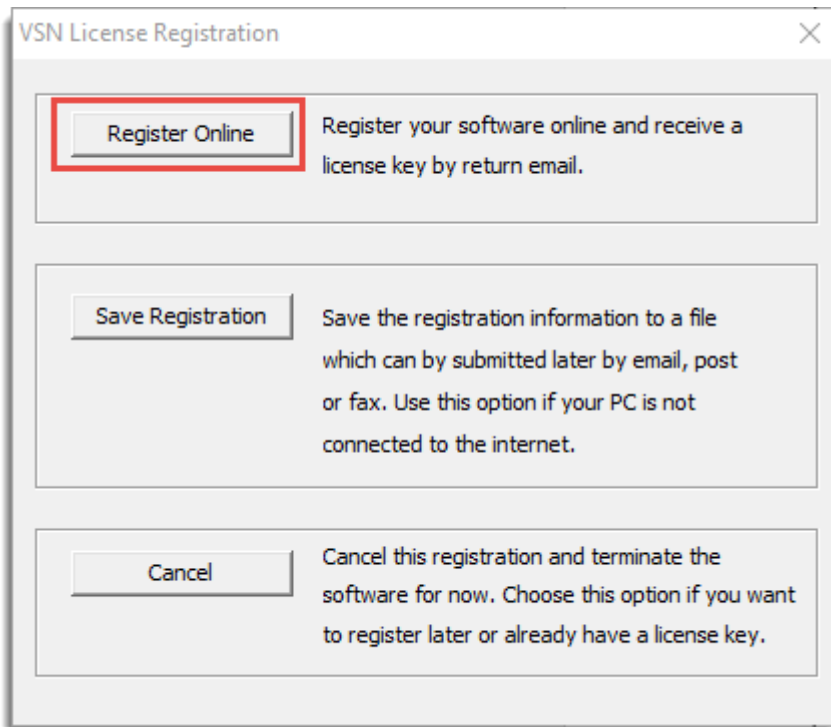 VSN License Registration
Register Online
Register your software online and receive a
license key by return email.
Save Registration
Save the registration information to a file
which can by submitted later by email, post
or fax. Use this option if your PC is not
connected to the internet.
Cancel
Cancel this registration and terminate the
software for now. Choose this option if you want
to register later or already have a license key.